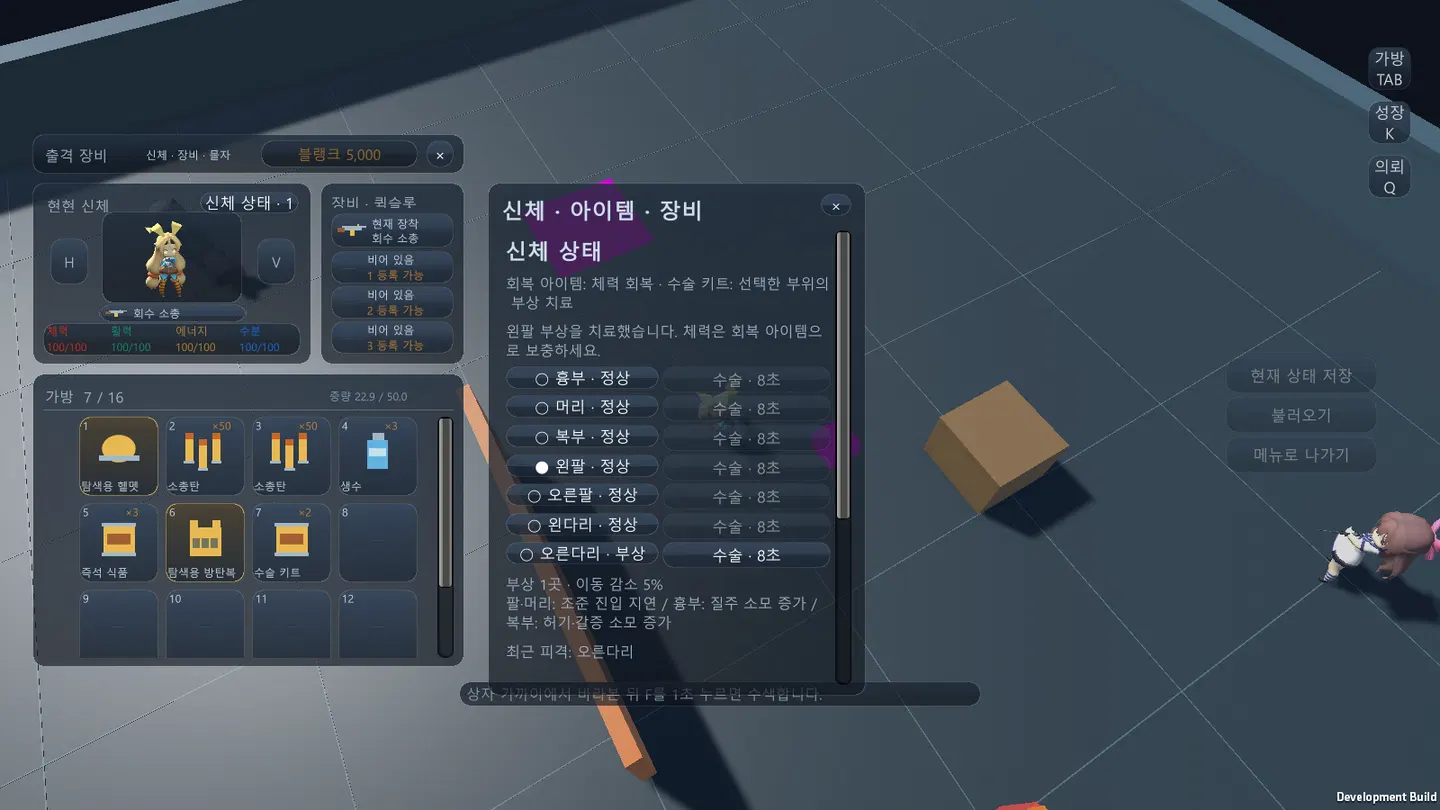 가방
TAB
성장
K
의뢰
Q
출격 장비
신체 · 장비 · 물자
블랭크 5,000
×
현현 신체
신체 상태 · 1
H
V
회수 소총
체력
활력
에너지
수분
100/100
100/100
100/100
100/100
장비 · 퀵슬루
현재 장착
회수 소총
비어 있음
1 등록 가능
비어 있음
2 등록 가능
비어 있음
3 등록 가능
가방 7 / 16
중량 22.9 / 50.0
1
탐색용 헬멧
2 ×50
소총탄
3 ×50
소총탄
4 ×3
생수
5 ×3
즉석 식품
6
탐색용 방탄복
7 ×2
수술 키트
8
9
10
11
12
신체 · 아이템 · 장비
×
신체 상태
회복 아이템: 체력 회복 · 수술 키트: 선택한 부위의
부상 치료
왼팔 부상을 치료했습니다. 체력은 회복 아이템으
로 보충하세요.
○ 흉부 · 정상 수술 · 8초
○ 머리 · 정상 수술 · 8초
○ 복부 · 정상 수술 · 8초
● 왼팔 · 정상 수술 · 8초
○ 오른팔 · 정상 수술 · 8초
○ 왼다리 · 정상 수술 · 8초
○ 오른다리 · 부상 수술 · 8초
부상 1곳 · 이동 감소 5%
팔·머리: 조준 진입 지연 / 흉부: 질주 소모 증가 /
복부: 허기·갈증 소모 증가
최근 피격: 오른다리
상자 가까이에서 바라본 뒤 F를 1초 누르면 수색합니다.
현재 상태 저장
불러오기
메뉴로 나가기
Development Build